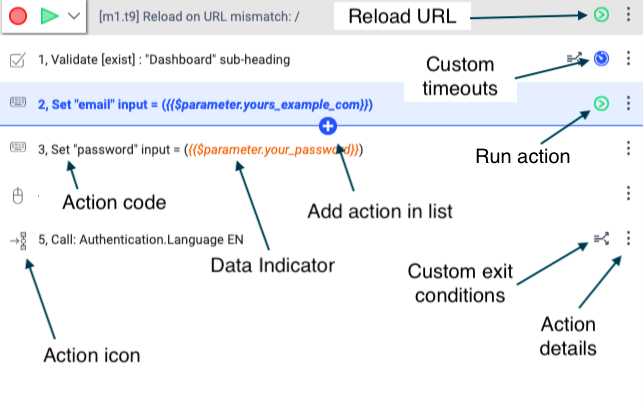 [m1.t9] Reload on URL mismatch: /
Reload URL
1, Validate [exist] : "Dashboard" sub-heading
Custom
timeouts
2, Set "email" input = ({{$parameter.yours_example_com}})
3, Set "password" input = ({{$parameter.your_password}})
Run action
Action code
Add action in list
5, Call: Authentication.Language EN
Data Indicator
Custom exit
conditions
Action
details
Action icon